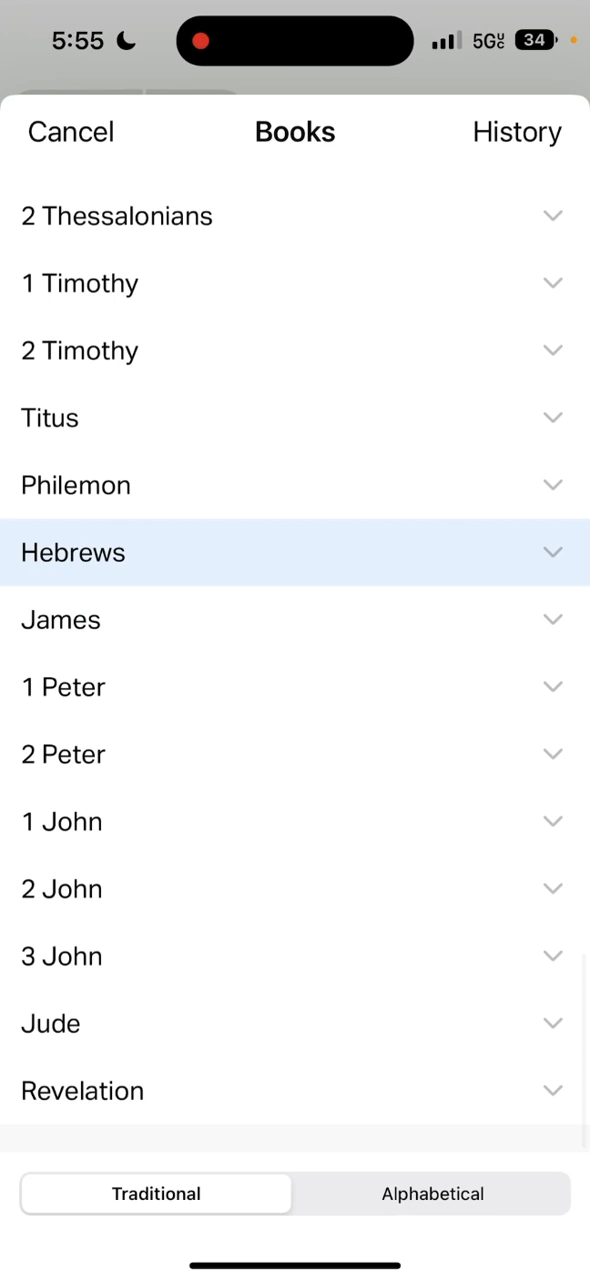 5:55 5GUC 34
Cancel Books History
2 Thessalonians
1 Timothy
2 Timothy
Titus
Philemon
Hebrews
James
1 Peter
2 Peter
1 John
2 John
3 John
Jude
Revelation
Traditional Alphabetical